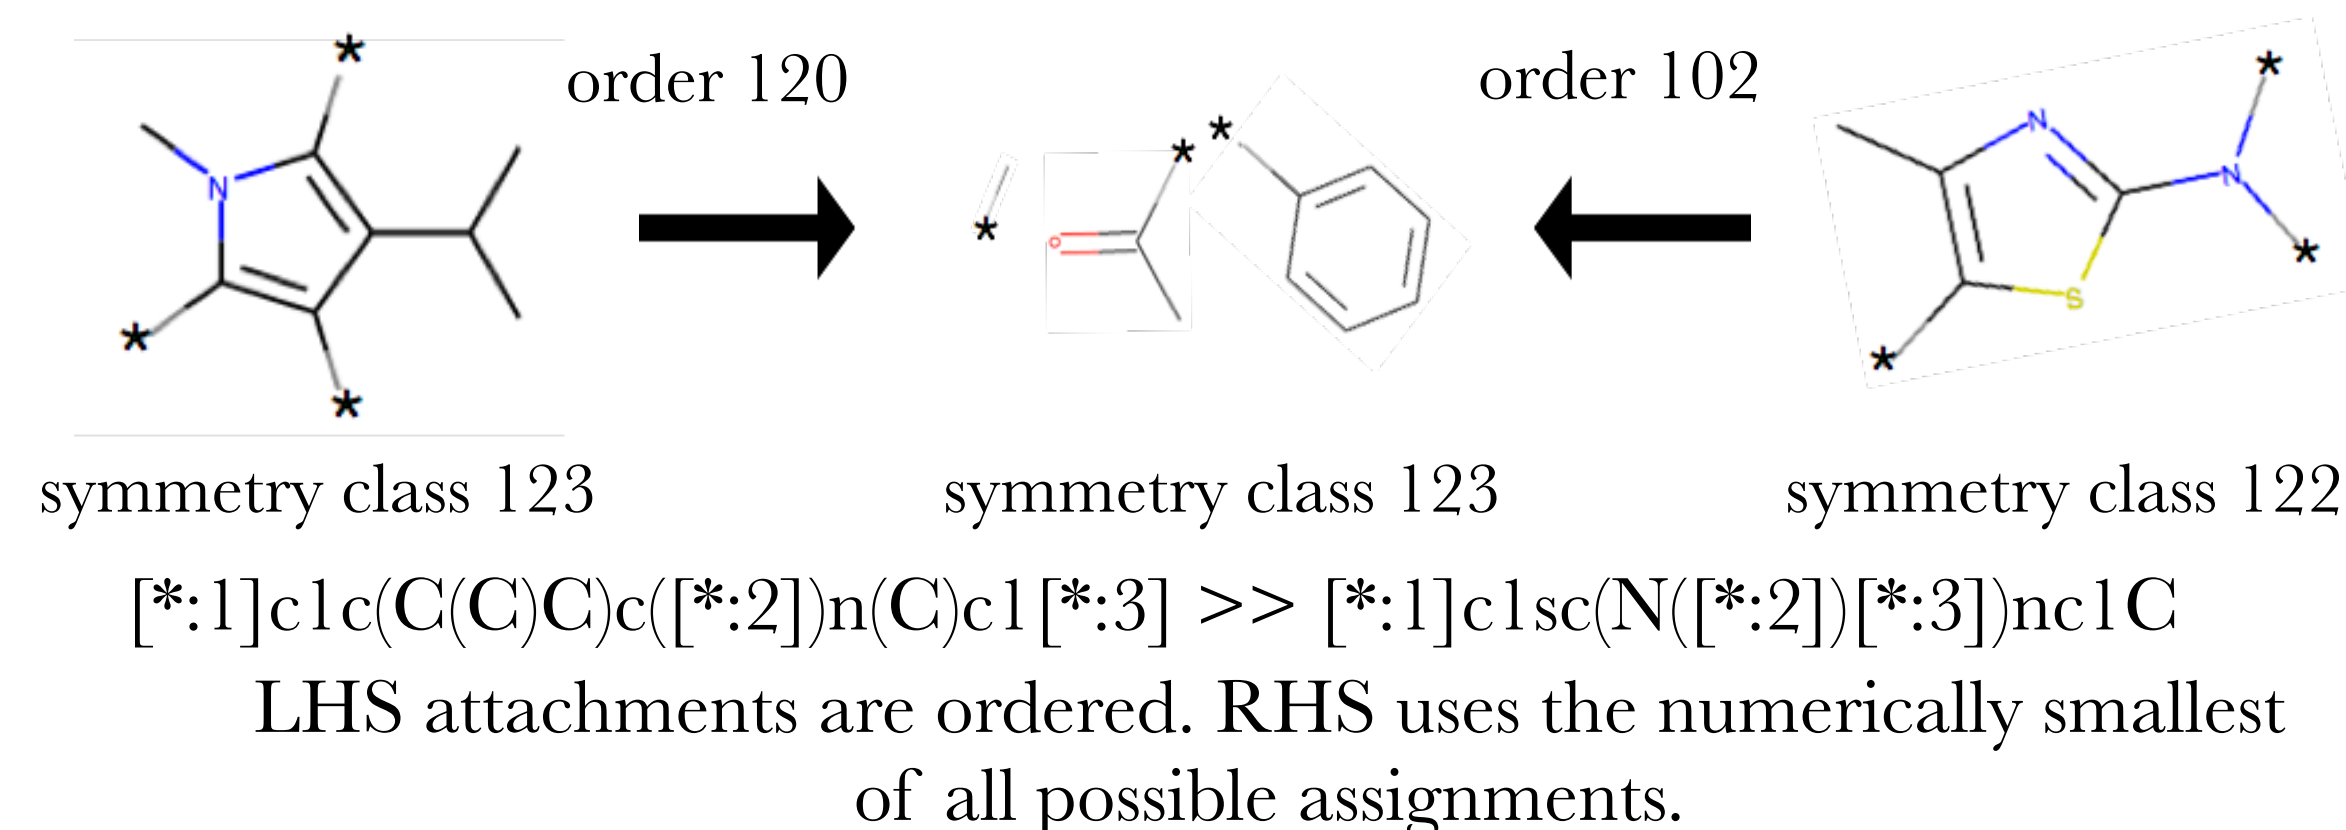 order 120
order 102
*
*
*
*
*
*
*
*
*
N
o
N
N
S
symmetry class 123
symmetry class 123
symmetry class 122
[*:1]c1c(C(C)C)c([*:2])n(C)c1[*:3] >> [*:1]c1sc(N([*:2])[*:3])nc1C
LHS attachments are ordered. RHS uses the numerically smallest
of all possible assignments.